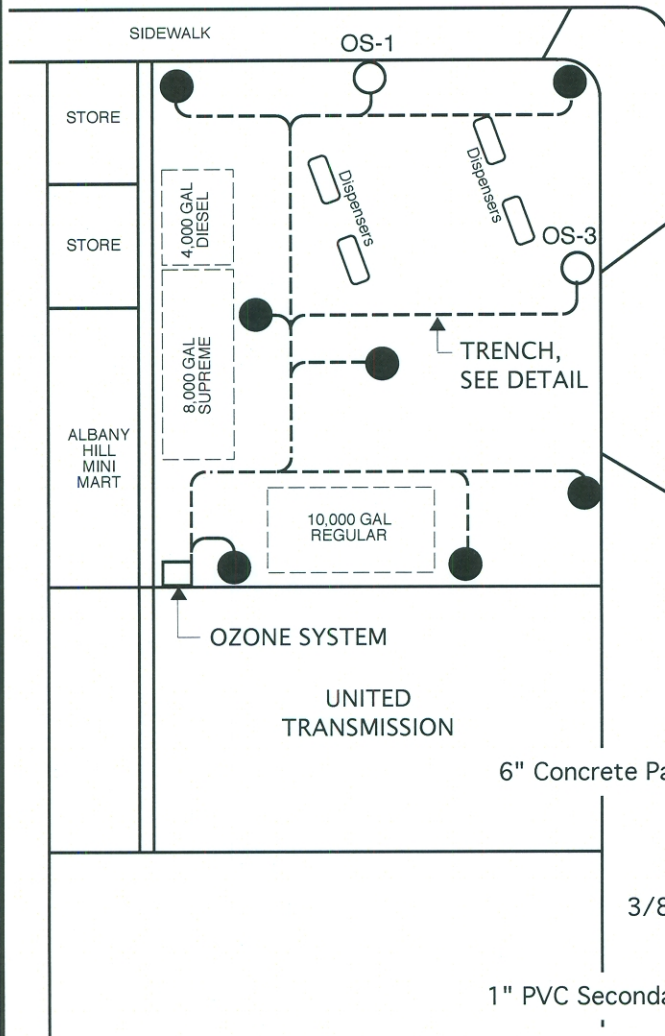 SIDEWALK
OS-1
STORE
Dispensers
Dispensers
4,000 GAL
DIESEL
STORE
OS-3
8,000 GAL
SUPREME
TRENCH,
SEE DETAIL
ALBANY
HILL
MINI
MART
10,000 GAL
REGULAR
OZONE SYSTEM
UNITED
TRANSMISSION
6" Concrete Pa
3/8
1" PVC Seconda